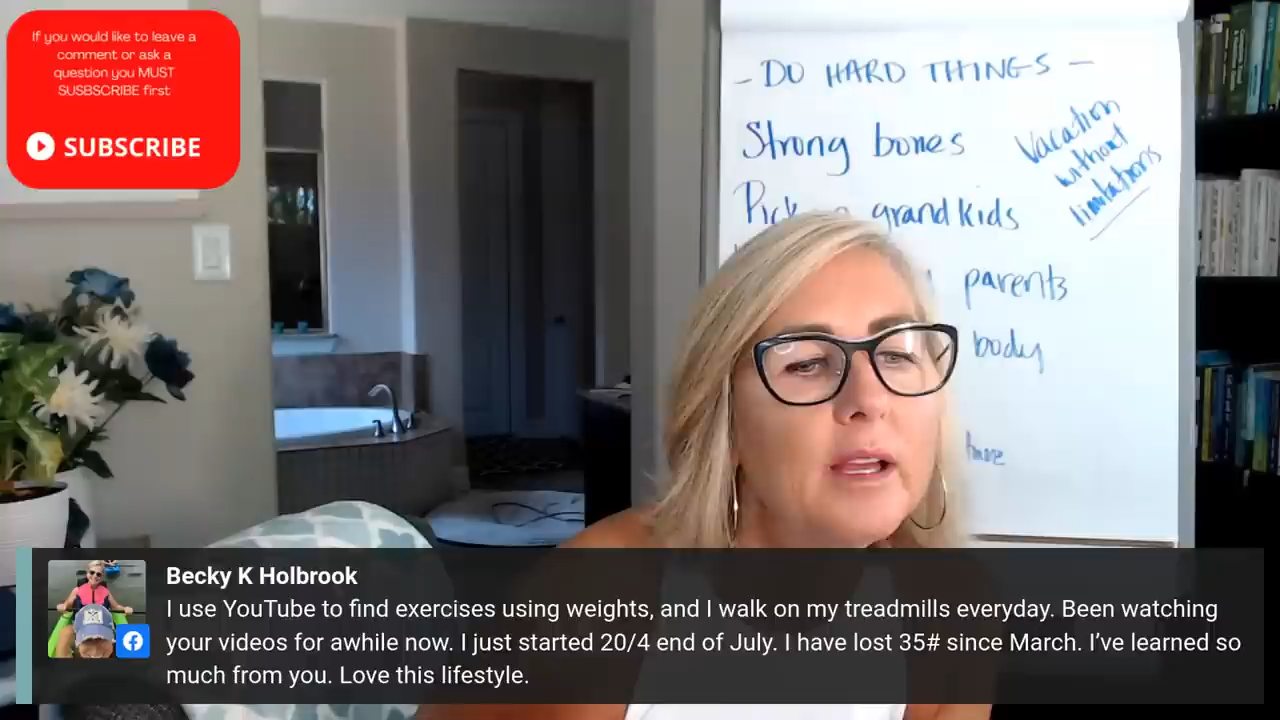 If you would like to leave a
comment or ask a
question you MUST
SUSBSCRIBE first
SUBSCRIBE
- DO HARD THINGS -
Strong bones
Vacation
without
limitations
grandkids
parents
body
more
Becky K Holbrook
I use YouTube to find exercises using weights, and I walk on my treadmills everyday. Been watching
your videos for awhile now. I just started 20/4 end of July. I have lost 35# since March. I’ve learned so
much from you. Love this lifestyle.